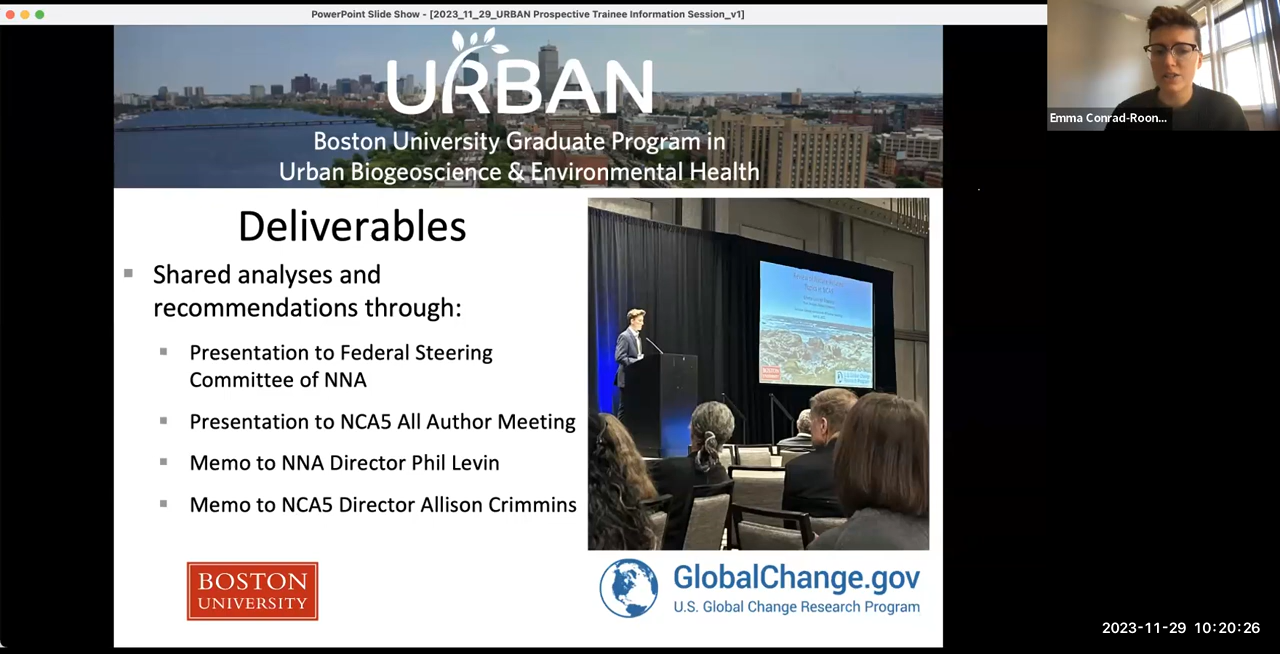 PowerPoint Slide Show - [2023_11_29_URBAN Prospective Trainee Information Session_v1]
URBAN
Boston University Graduate Program in
Urban Biogeoscience & Environmental Health
Emma Conrad-Roon...
Deliverables
Shared analyses and
recommendations through:
Presentation to Federal Steering
Committee of NNA
Presentation to NCA5 All Author Meeting
Memo to NNA Director Phil Levin
Memo to NCA5 Director Allison Crimmins
BOSTON
UNIVERSITY
GlobalChange.gov
U.S. Global Change Research Program
2023-11-29 10:20:26